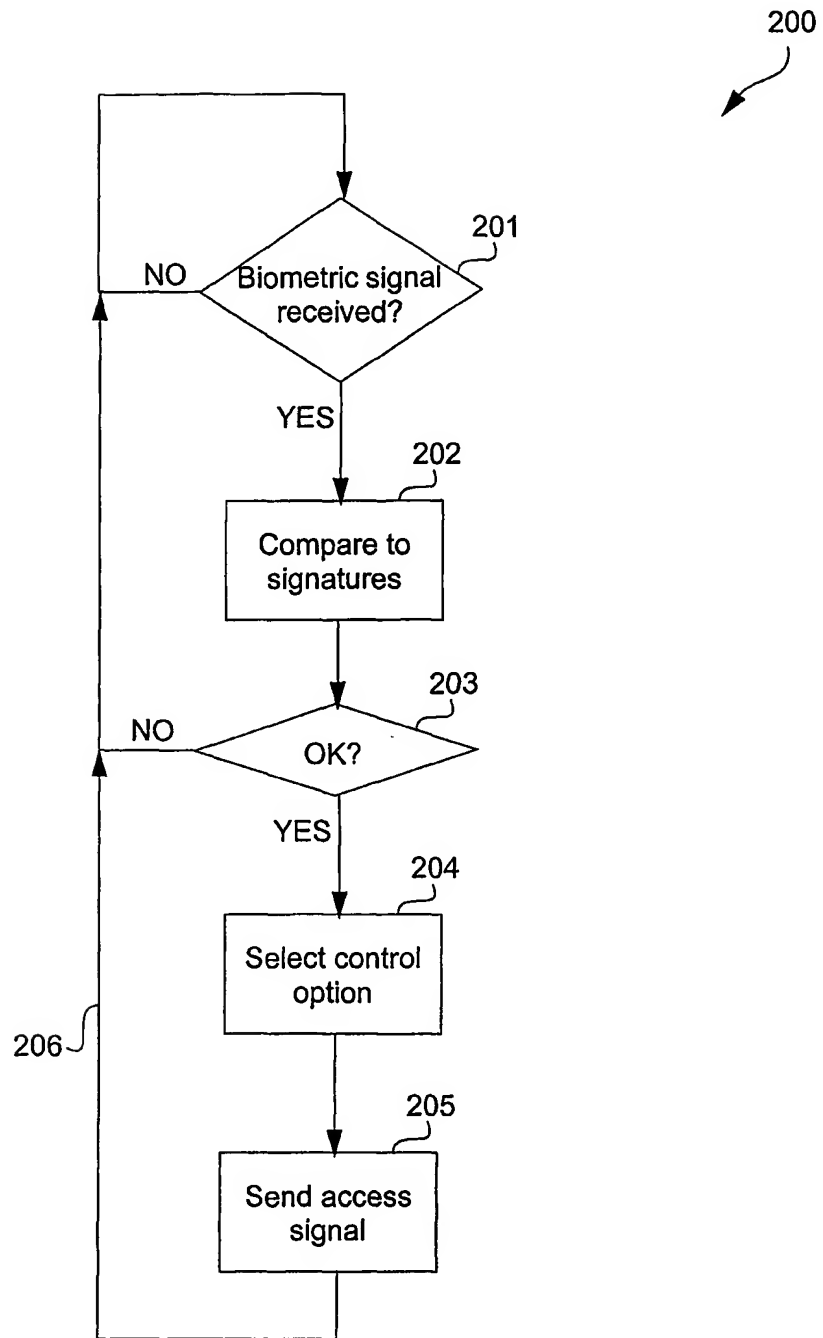 200
201
Biometric signal
received?
NO
YES
202
Compare to
signatures
203
OK?
NO
YES
204
Select control
option
206
205
Send access
signal